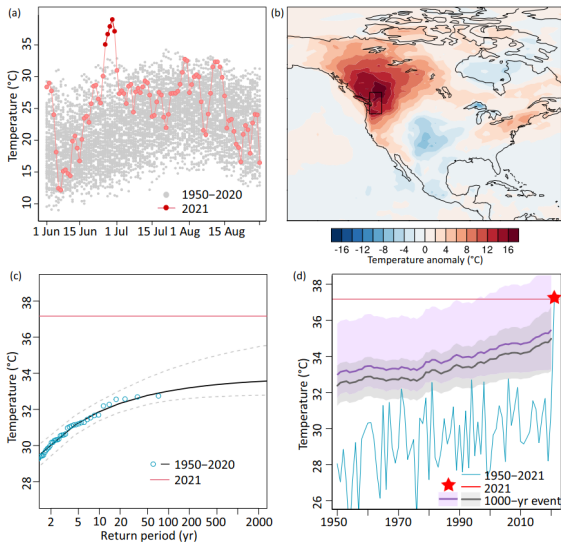 (a)
Temperature (°C)
35
30
25
20
15
10
1950−2020
2021
1 Jun 15 Jun 1 Jul 15 Jul 1 Aug 15 Aug
(b)
-16 -12 -8 -4 0 4 8 12 16
Temperature anomaly (°C)
(c)
Temperature (°C)
38
36
34
32
30
28
1950−2020
2021
2 5 10 20 50 100 200 500 2000
Return period (yr)
(d)
Temperature (°C)
38
36
34
32
30
28
26
1950−2021
2021
1000-yr event
1950 1970 1990 2010